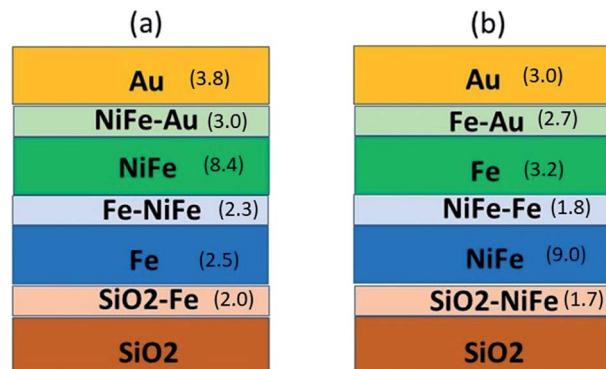 (a)
Au (3.8)
NiFe-Au (3.0)
NiFe (8.4)
Fe-NiFe (2.3)
Fe (2.5)
SiO2-Fe (2.0)
SiO2
(b)
Au (3.0)
Fe-Au (2.7)
Fe (3.2)
NiFe-Fe (1.8)
NiFe (9.0)
SiO2-NiFe (1.7)
SiO2